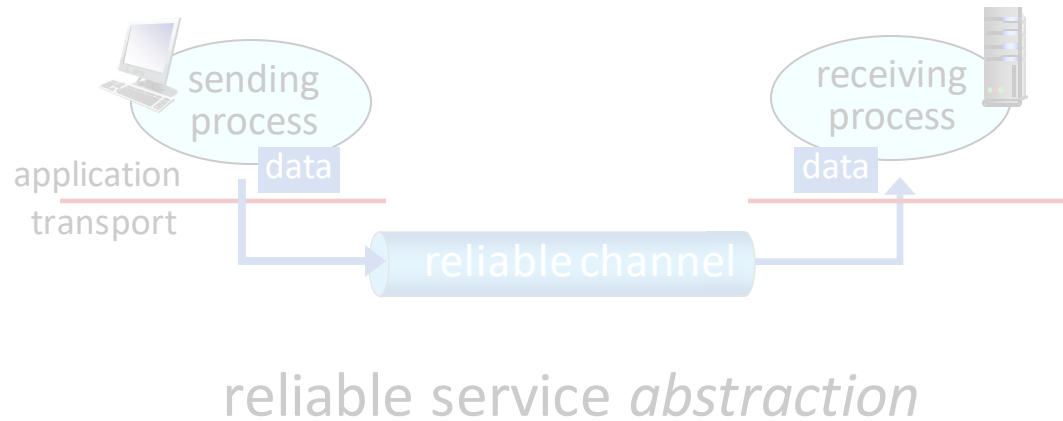 sending
process
data
receiving
process
data
application
transport
reliable channel
reliable service abstraction